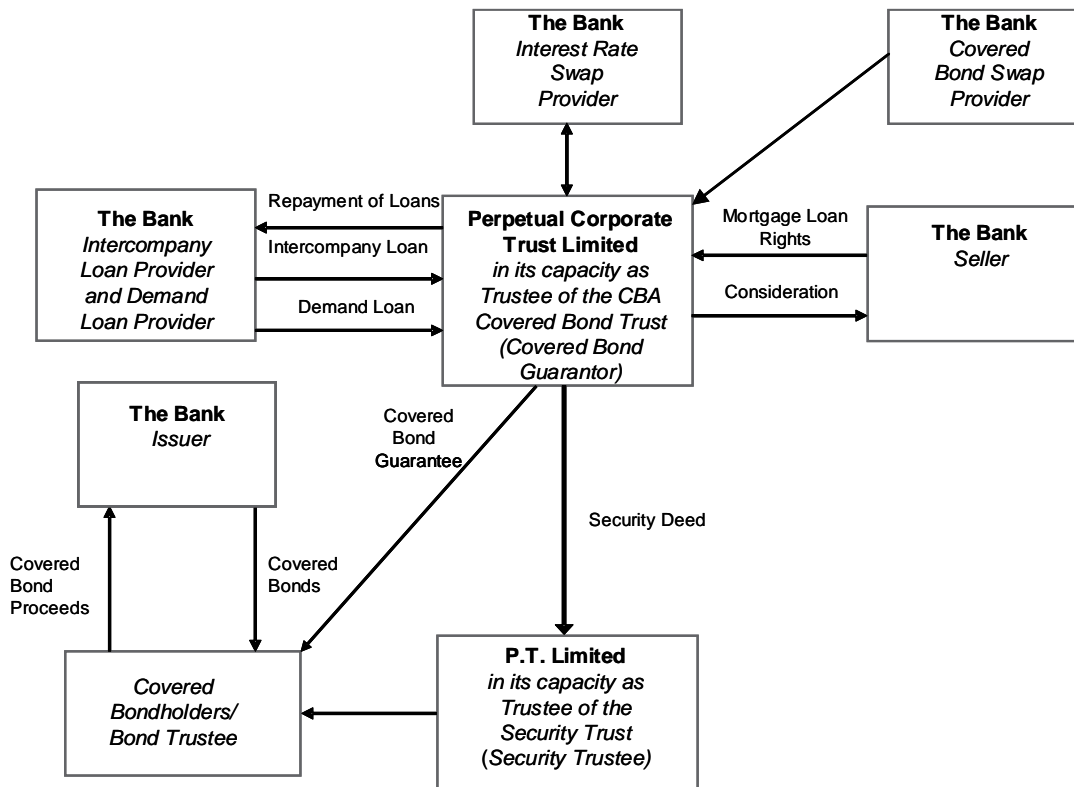 The Bank
Interest Rate
Swap
Provider
The Bank
Covered
Bond Swap
Provider
The Bank
Intercompany
Loan Provider
and Demand
Loan Provider
Repayment of Loans
Intercompany Loan
Demand Loan
Perpetual Corporate
Trust Limited
in its capacity as
Trustee of the CBA
Covered Bond Trust
(Covered Bond
Guarantor)
Mortgage Loan
Rights
Consideration
The Bank
Seller
The Bank
Issuer
Covered
Bond
Guarantee
Security Deed
Covered
Bond
Proceeds
Covered
Bonds
Covered
Bondholders/
Bond Trustee
P.T. Limited
in its capacity as
Trustee of the
Security Trust
(Security Trustee)